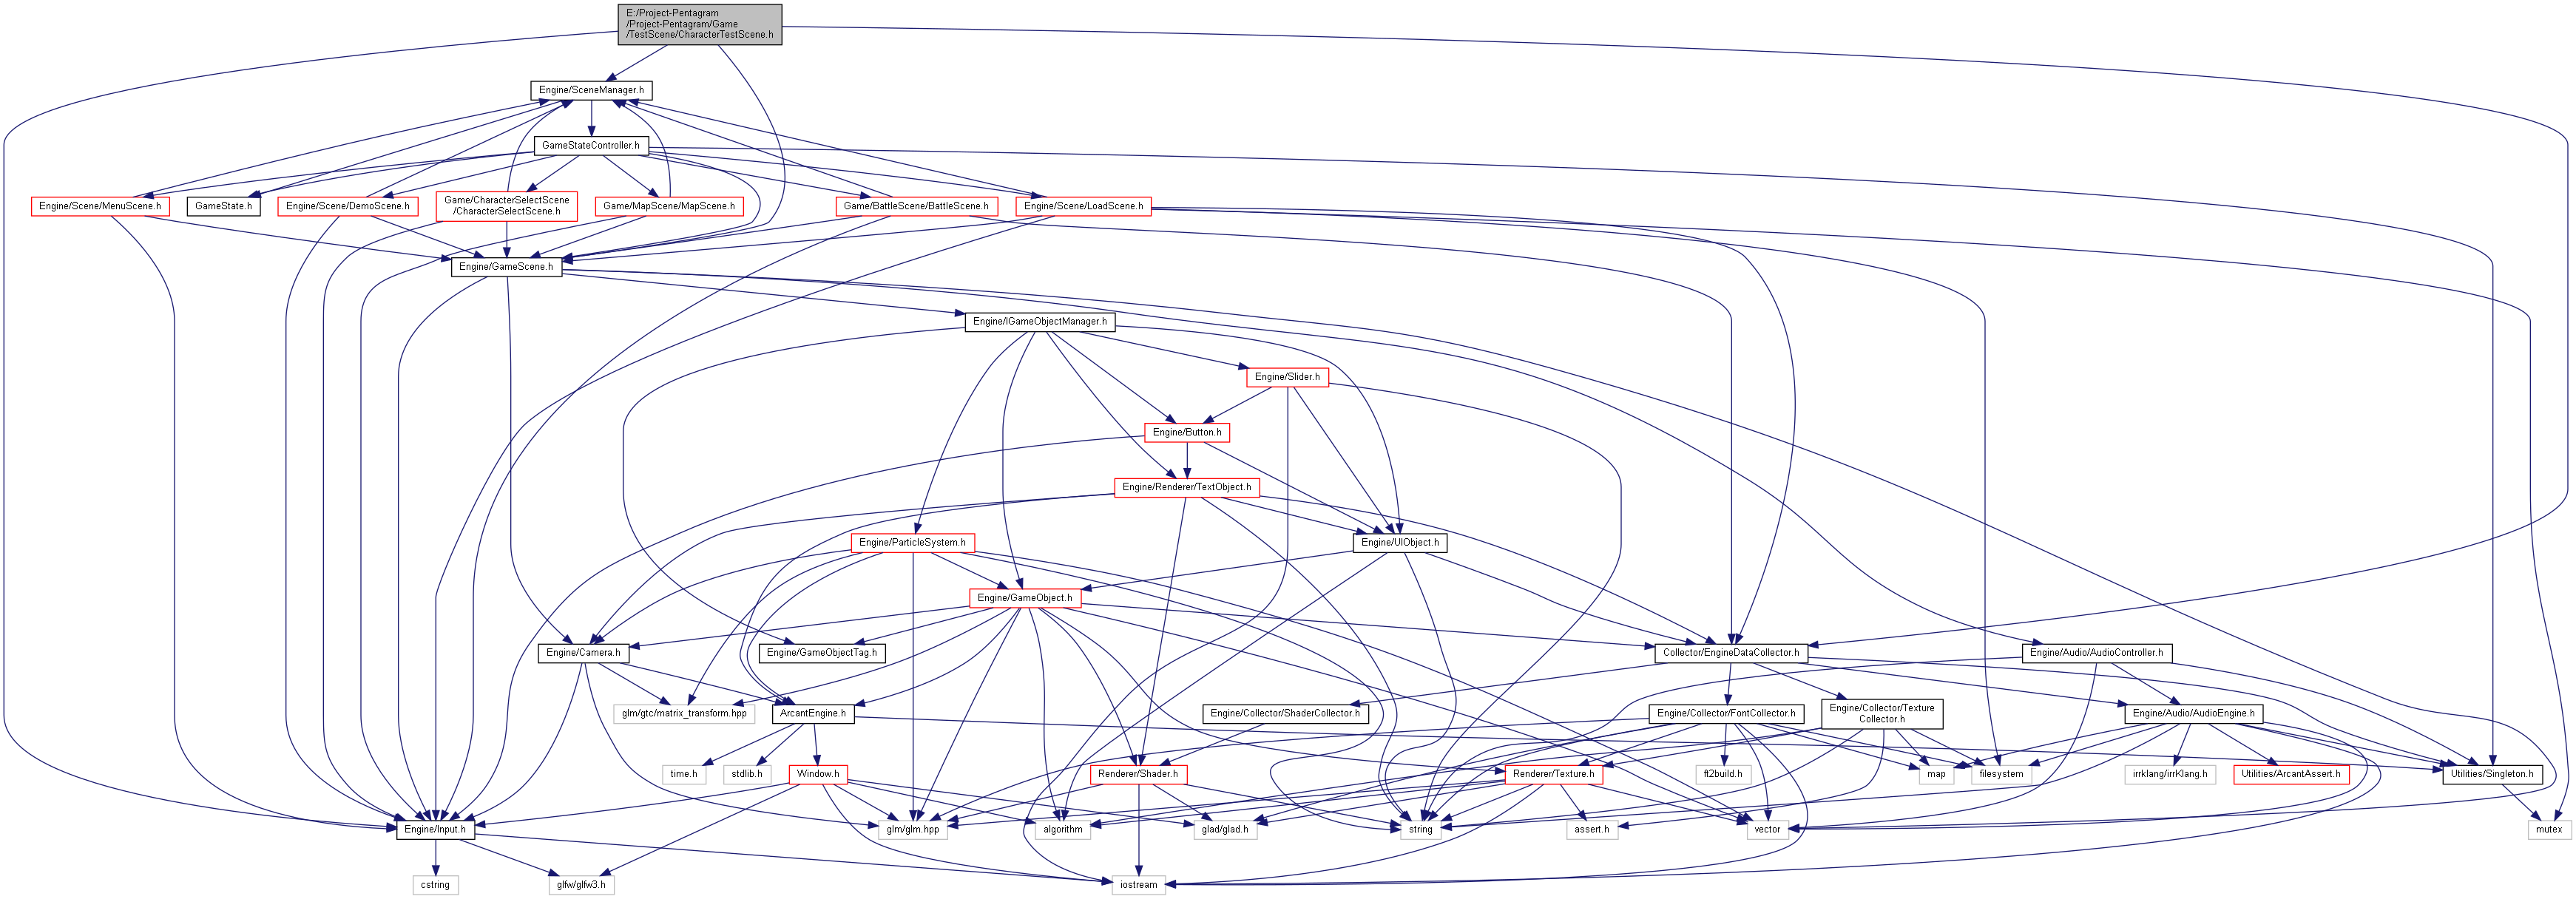 E:/Project-Pentagram
/Project-Pentagram/Game
/TestScene/CharacterTestScene.h
Engine/SceneManager.h
GameStateController.h
Engine/Scene/MenuScene.h
GameState.h
Engine/Scene/DemoScene.h
Game/CharacterSelectScene
/CharacterSelectScene.h
Game/MapScene/MapScene.h
Game/BattleScene/BattleScene.h
Engine/Scene/LoadScene.h
Engine/GameScene.h
Engine/IGameObjectManager.h
Engine/Slider.h
Engine/Button.h
Engine/Renderer/TextObject.h
Engine/ParticleSystem.h
Engine/UIObject.h
Engine/GameObject.h
Engine/Camera.h
Engine/GameObjectTag.h
Collector/EngineDataCollector.h
Engine/Audio/AudioController.h
glm/gtc/matrix_transform.hpp
ArcantEngine.h
Engine/Collector/ShaderCollector.h
Engine/Collector/FontCollector.h
Engine/Collector/Texture
Collector.h
Engine/Audio/AudioEngine.h
time.h
stdlib.h
Window.h
Renderer/Shader.h
Renderer/Texture.h
ft2build.h
map
filesystem
irrklang/irrKlang.h
Utilities/ArcantAssert.h
Utilities/Singleton.h
Engine/Input.h
glm/glm.hpp
algorithm
glad/glad.h
string
assert.h
vector
mutex
cstring
glfw/glfw3.h
iostream